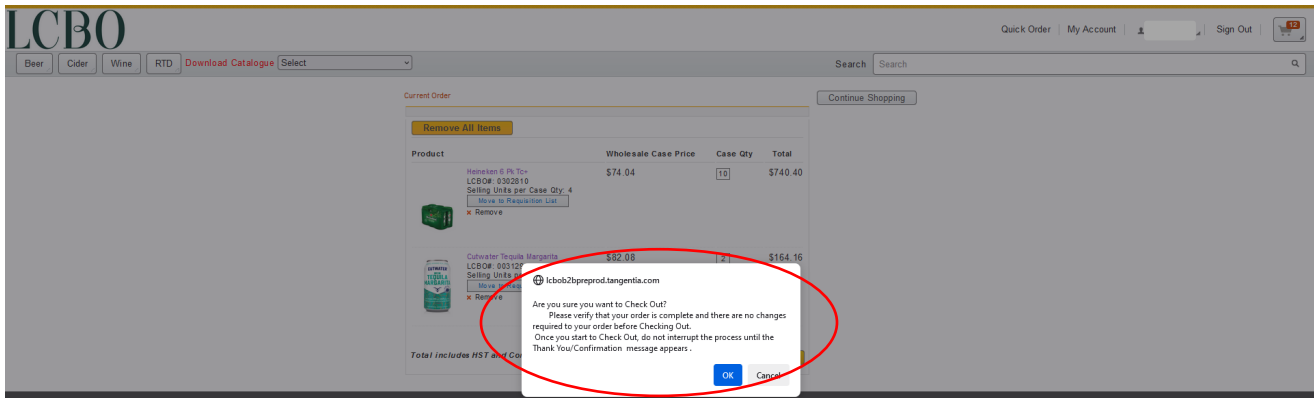 LCBO
Quick Order My Account Sign Out 12
Beer Cider Wine RTD Download Catalogue Select Search Search
Current Order
Continue Shopping
Remove All Items
Product Wholesale Case Price Case Qty Total
Heineken 6 Pk Tc+ $74.04 10 $740.40
LCBO#: 0302810
Selling Units per Case Qty: 4
Move to Requisition List
× Remove
Cutwater Tequila Margarita $82.08 2 $164.16
LCBO#:
Selling Units
Move to
× Remove
CUTWATER
TEQUILA
MARGARITA
lcbob2bpreprod.tangentia.com
Are you sure you want to Check Out?
Please verify that your order is complete and there are no changes
required to your order before Checking Out.
Once you start to Check Out, do not interrupt the process until the
Thank You/Confirmation message appears .
OK Cancel
Total includes HST and